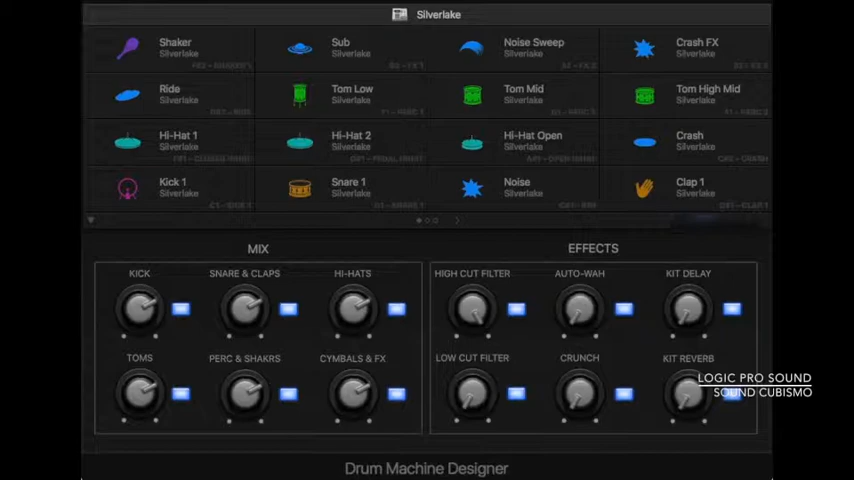 Silverlake
Shaker
Silverlake
Sub
Silverlake
Noise Sweep
Silverlake
Crash FX
Silverlake
Ride
Silverlake
Tom Low
Silverlake
Tom Mid
Silverlake
Tom High Mid
Silverlake
Hi-Hat 1
Silverlake
Hi-Hat 2
Silverlake
Hi-Hat Open
Silverlake
Crash
Silverlake
Kick 1
Silverlake
Snare 1
Silverlake
Noise
Silverlake
Clap 1
Silverlake
MIX
EFFECTS
KICK
SNARE & CLAPS
HI-HATS
HIGH CUT FILTER
AUTO-WAH
KIT DELAY
TOMS
PERC & SHAKRS
CYMBALS & FX
LOW CUT FILTER
CRUNCH
KIT REVERB
LOGIC PRO SOUND
SOUND CUBISMO
Drum Machine Designer